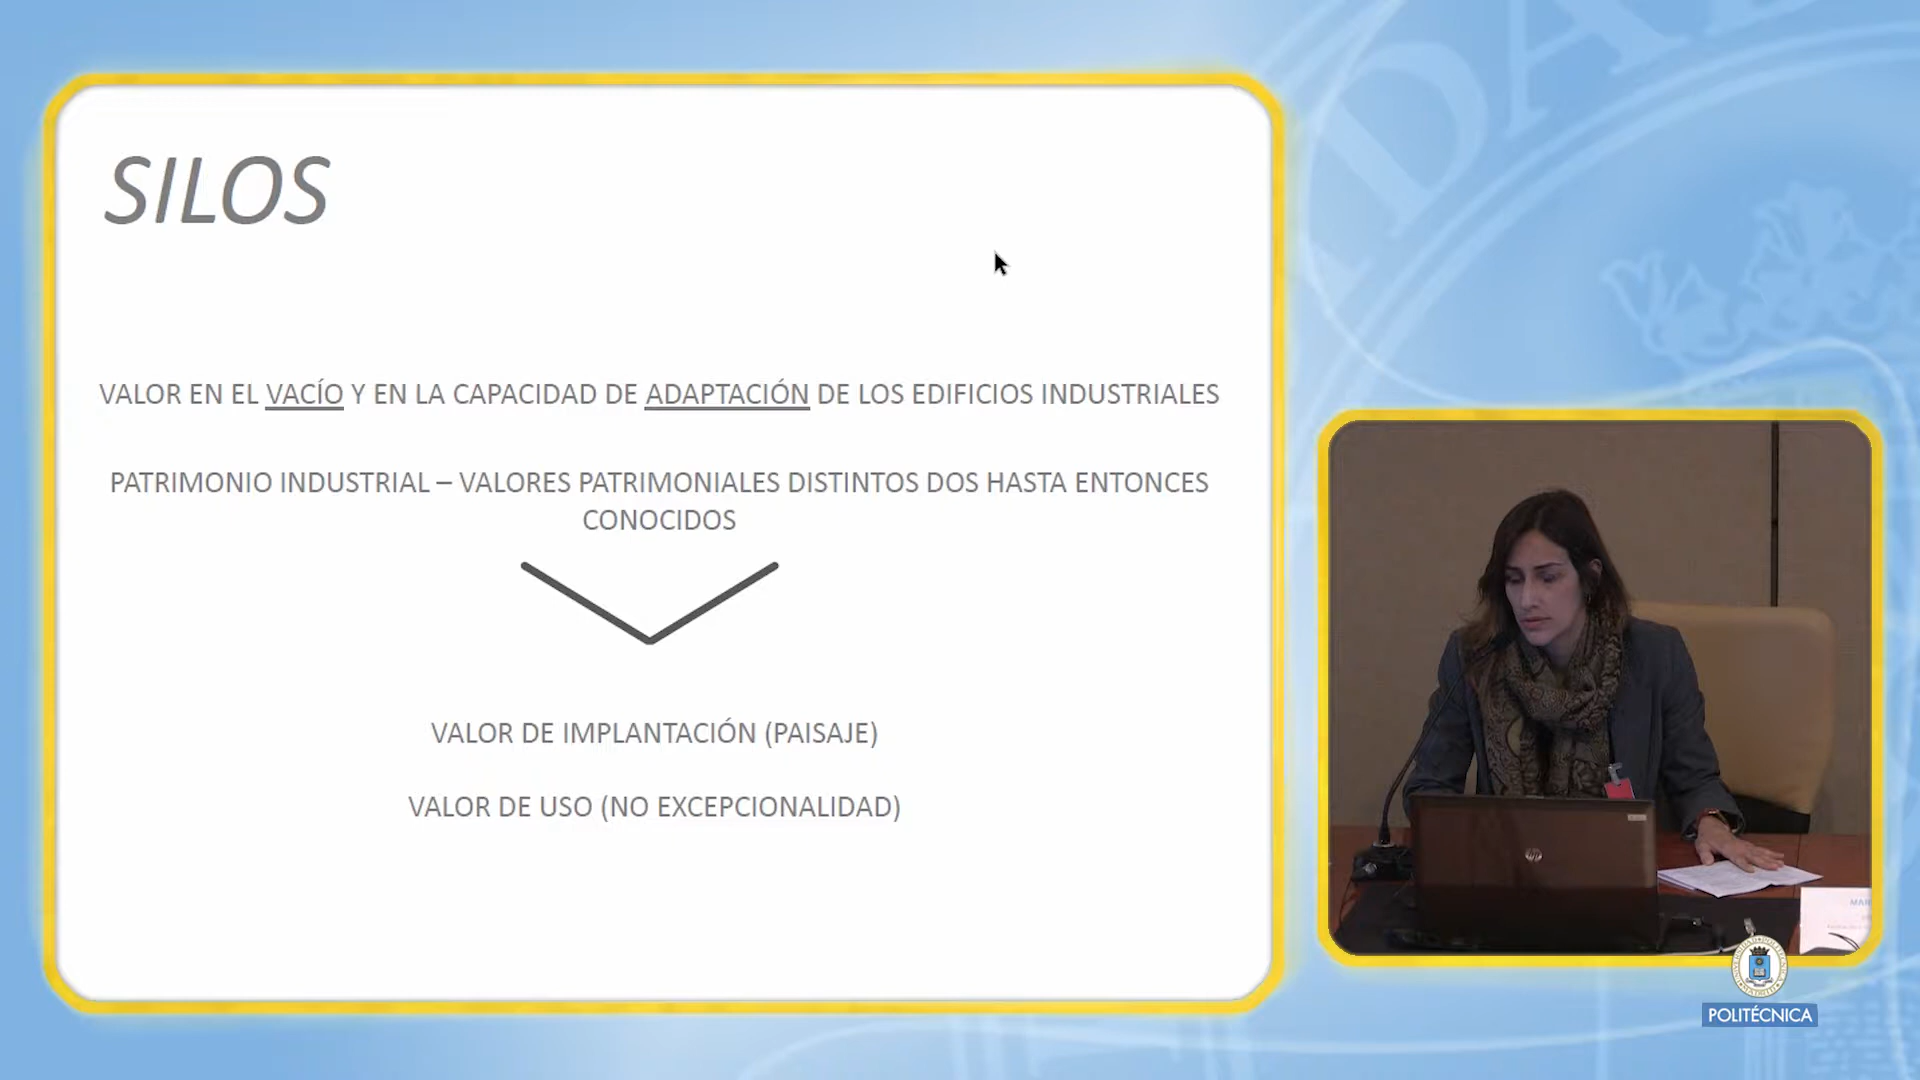 SILOS
VALOR EN EL VACÍO Y EN LA CAPACIDAD DE ADAPTACIÓN DE LOS EDIFICIOS INDUSTRIALES
PATRIMONIO INDUSTRIAL – VALORES PATRIMONIALES DISTINTOS DOS HASTA ENTONCES
CONOCIDOS
VALOR DE IMPLANTACIÓN (PAISAJE)
VALOR DE USO (NO EXCEPCIONALIDAD)
hp
POLITÉCNICA